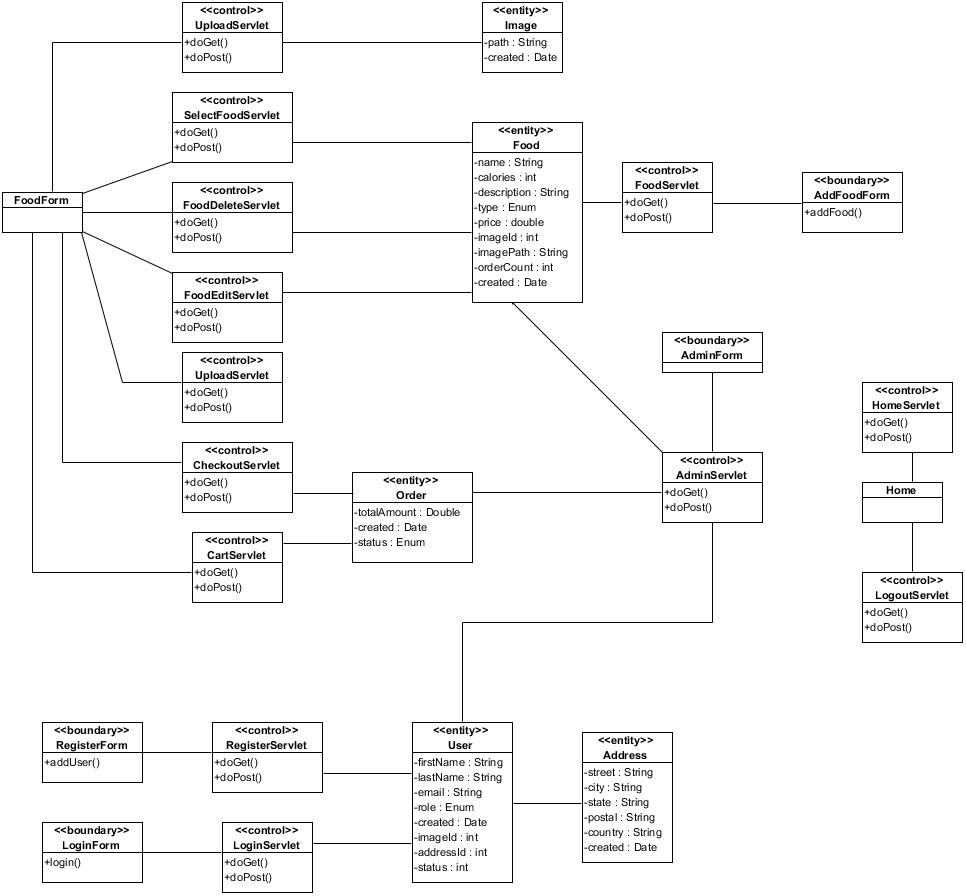 <<control>>
UploadServlet
+doGet()
+doPost()
<<entity>>
Image
-path : String
-created : Date
<<control>>
SelectFoodServlet
+doGet()
+doPost()
<<entity>>
Food
-name : String
-calories : int
-description : String
-type : Enum
-price : double
-imageId : int
-imagePath : String
-orderCount : int
-created : Date
<<control>>
FoodServlet
+doGet()
+doPost()
<<boundary>>
AddFoodForm
+addFood()
FoodForm
<<control>>
FoodDeleteServlet
+doGet()
+doPost()
<<control>>
FoodEditServlet
+doGet()
+doPost()
<<control>>
UploadServlet
+doGet()
+doPost()
<<boundary>>
AdminForm
<<control>>
HomeServlet
+doGet()
+doPost()
<<control>>
CheckoutServlet
+doGet()
+doPost()
<<entity>>
Order
-totalAmount : Double
-created : Date
-status : Enum
<<control>>
AdminServlet
+doGet()
+doPost()
Home
<<control>>
CartServlet
+doGet()
+doPost()
<<control>>
LogoutServlet
+doGet()
+doPost()
<<boundary>>
RegisterForm
+addUser()
<<control>>
RegisterServlet
+doGet()
+doPost()
<<entity>>
User
-firstName : String
-lastName : String
-email : String
-role : Enum
-created : Date
-imageId : int
-addressId : int
-status : int
<<entity>>
Address
-street : String
-city : String
-state : String
-postal : String
-country : String
-created : Date
<<boundary>>
LoginForm
+login()
<<control>>
LoginServlet
+doGet()
+doPost()